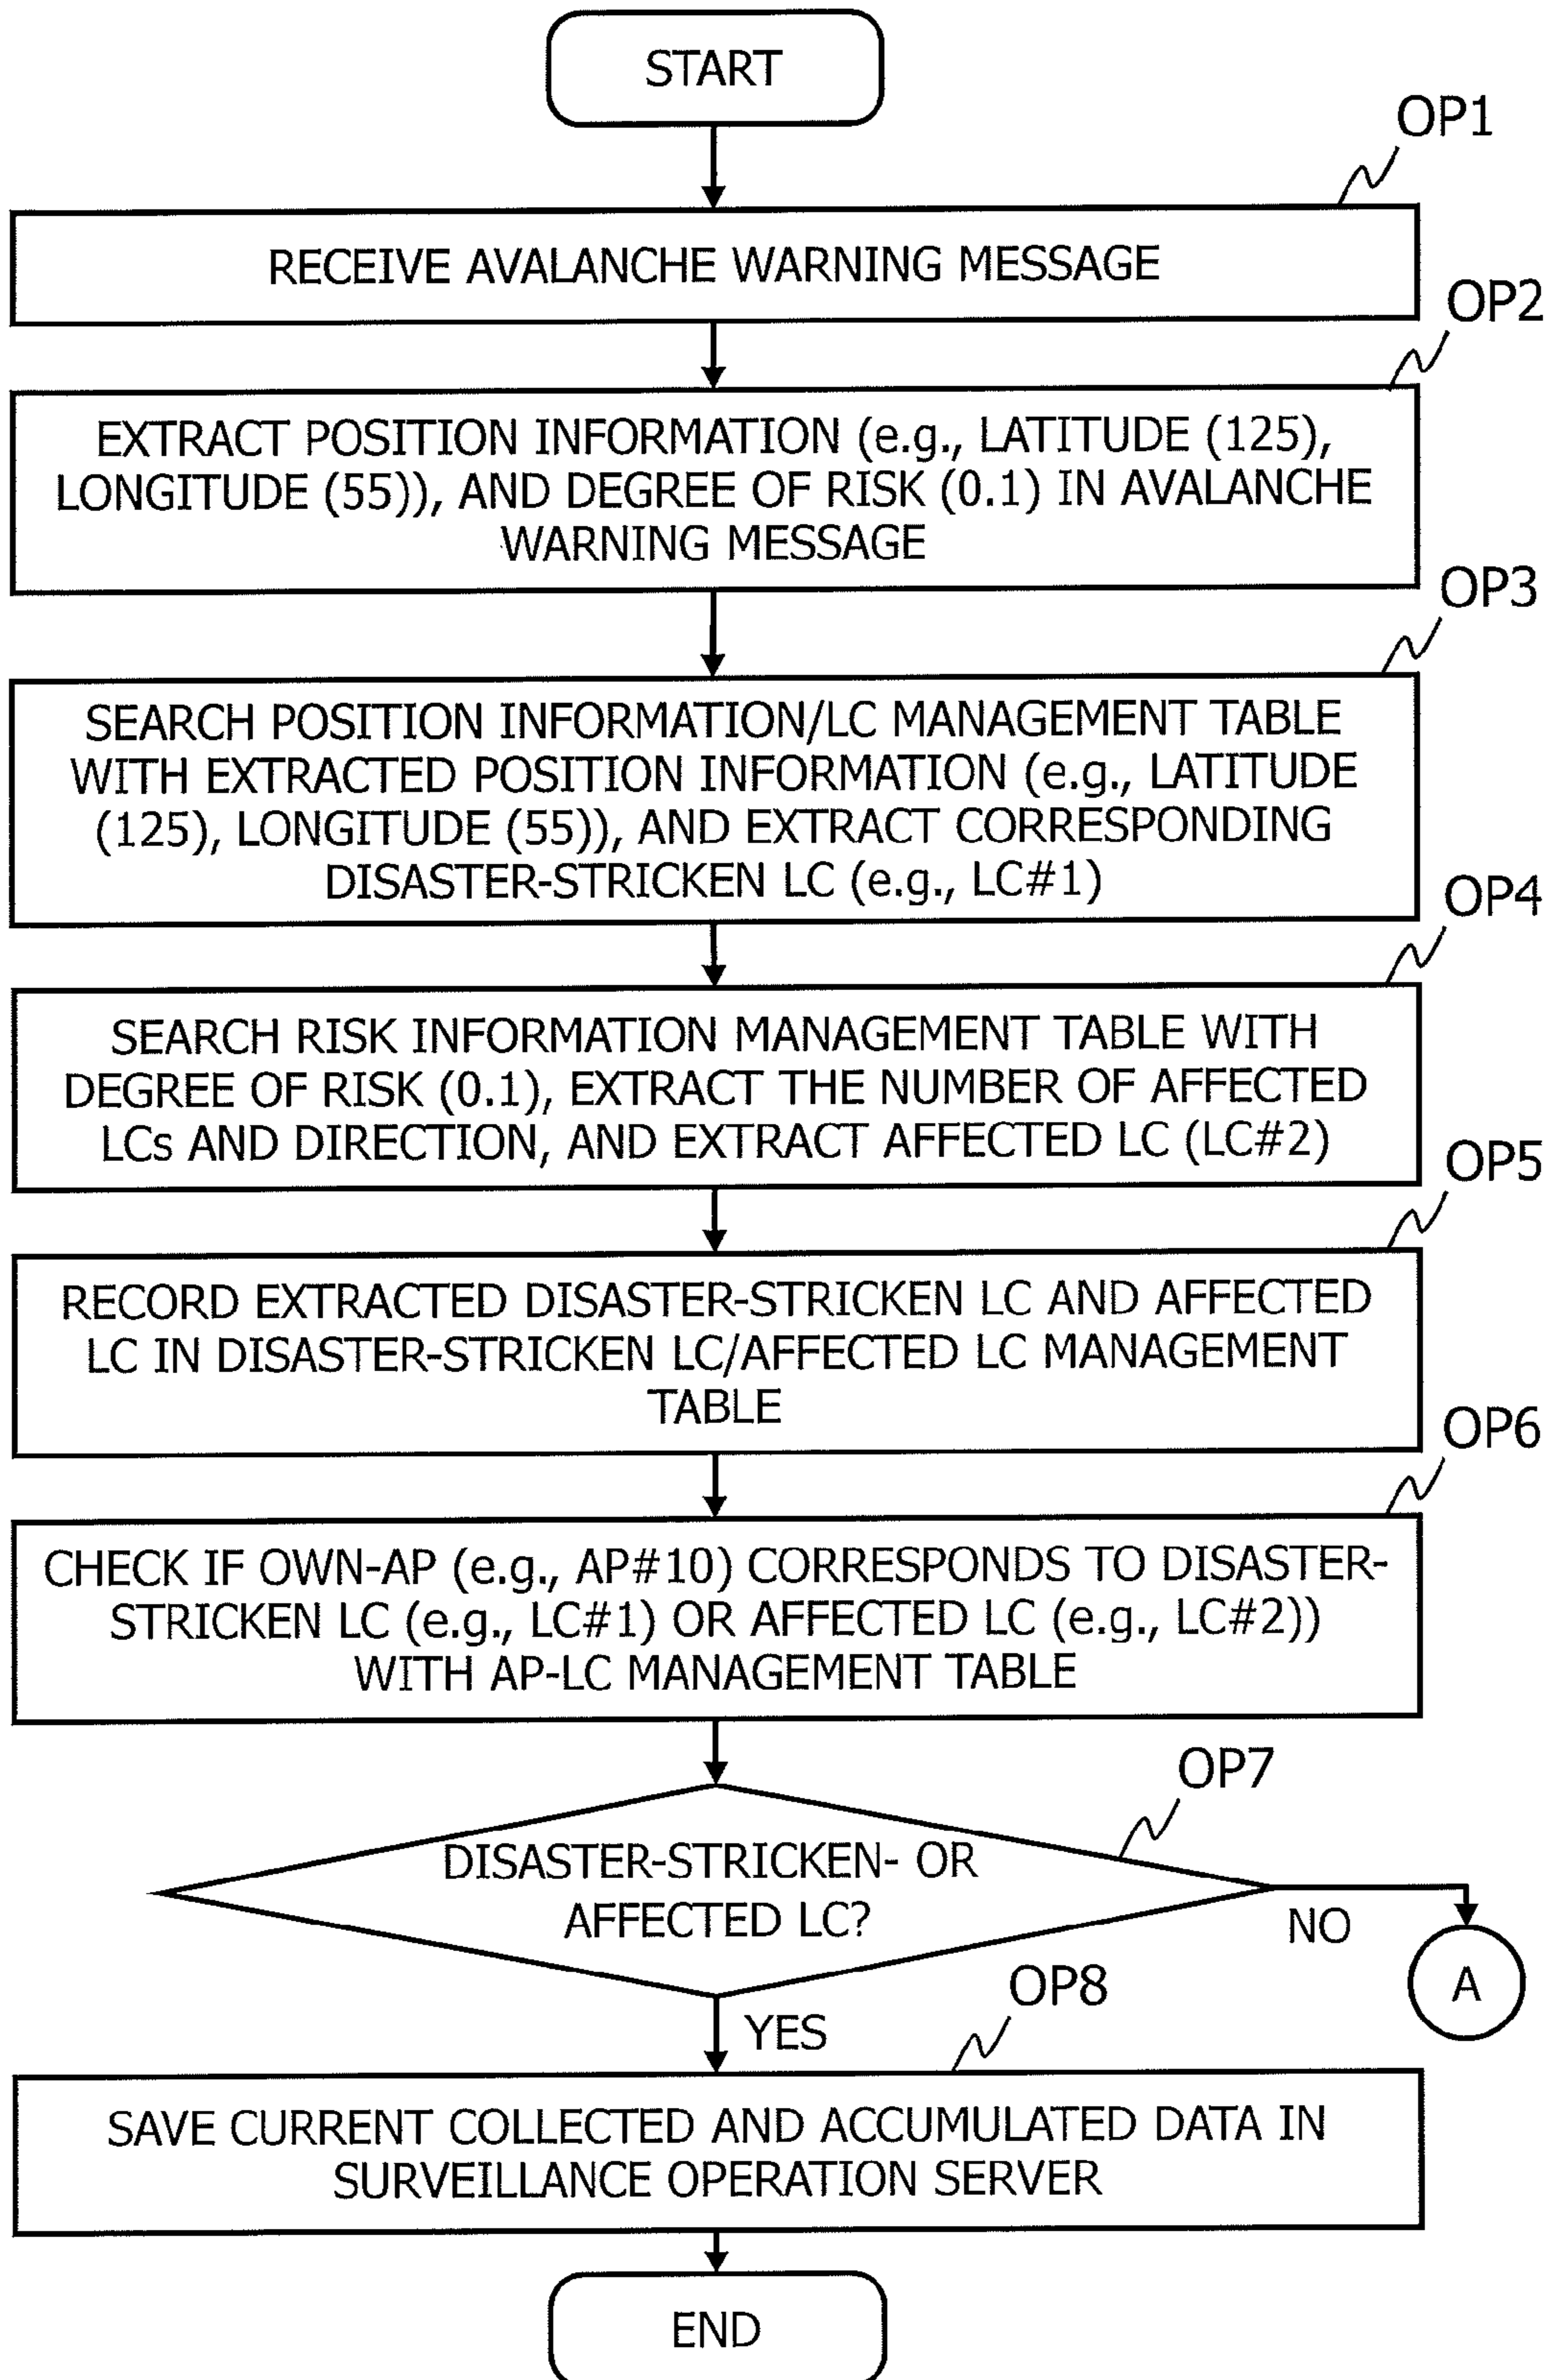 START
OP1
RECEIVE AVALANCHE WARNING MESSAGE
OP2
EXTRACT POSITION INFORMATION (e.g., LATITUDE (125),
LONGITUDE (55)), AND DEGREE OF RISK (0.1) IN AVALANCHE
WARNING MESSAGE
OP3
SEARCH POSITION INFORMATION/LC MANAGEMENT TABLE
WITH EXTRACTED POSITION INFORMATION (e.g., LATITUDE
(125), LONGITUDE (55)), AND EXTRACT CORRESPONDING
DISASTER-STRICKEN LC (e.g., LC#1)
OP4
SEARCH RISK INFORMATION MANAGEMENT TABLE WITH
DEGREE OF RISK (0.1), EXTRACT THE NUMBER OF AFFECTED
LCs AND DIRECTION, AND EXTRACT AFFECTED LC (LC#2)
OP5
RECORD EXTRACTED DISASTER-STRICKEN LC AND AFFECTED
LC IN DISASTER-STRICKEN LC/AFFECTED LC MANAGEMENT
TABLE
OP6
CHECK IF OWN-AP (e.g., AP#10) CORRESPONDS TO DISASTER-
STRICKEN LC (e.g., LC#1) OR AFFECTED LC (e.g., LC#2))
WITH AP-LC MANAGEMENT TABLE
OP7
DISASTER-STRICKEN- OR
AFFECTED LC?
NO
A
OP8
YES
SAVE CURRENT COLLECTED AND ACCUMULATED DATA IN
SURVEILLANCE OPERATION SERVER
END